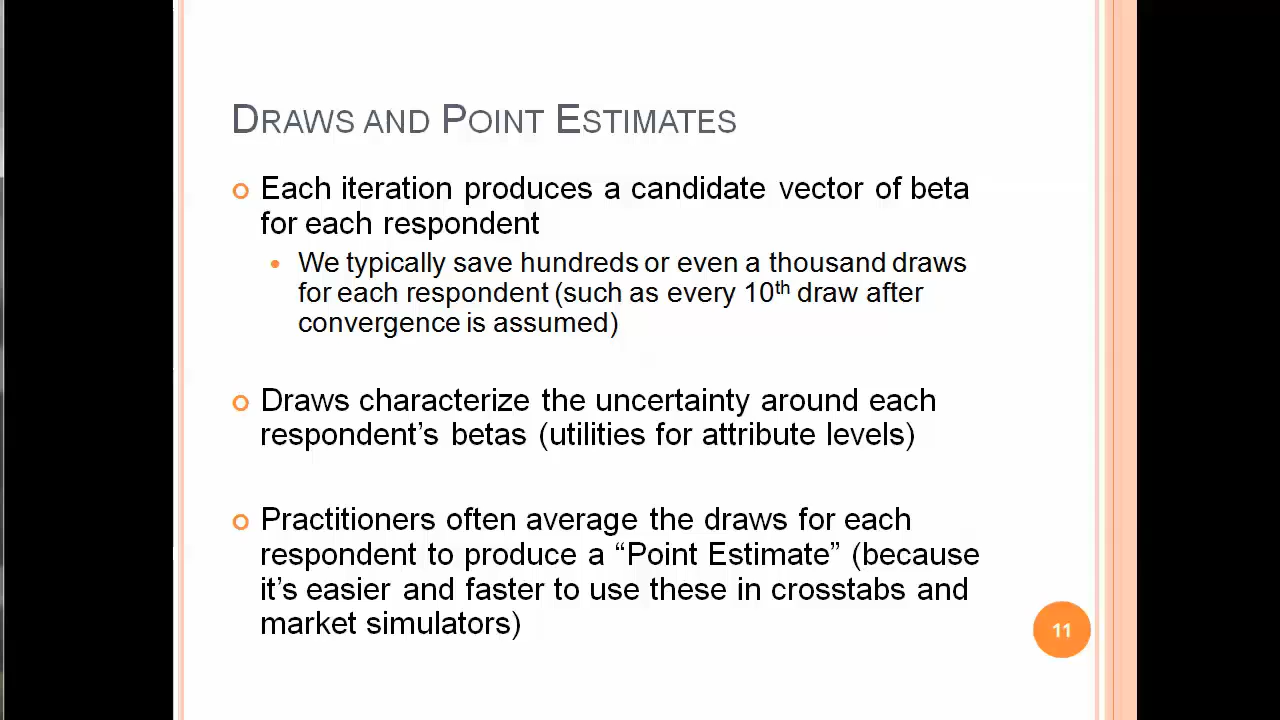 DRAWS AND POINT ESTIMATES
Each iteration produces a candidate vector of beta
for each respondent
We typically save hundreds or even a thousand draws
for each respondent (such as every 10th draw after
convergence is assumed)
Draws characterize the uncertainty around each
respondent’s betas (utilities for attribute levels)
Practitioners often average the draws for each
respondent to produce a “Point Estimate” (because
it’s easier and faster to use these in crosstabs and
market simulators)
11